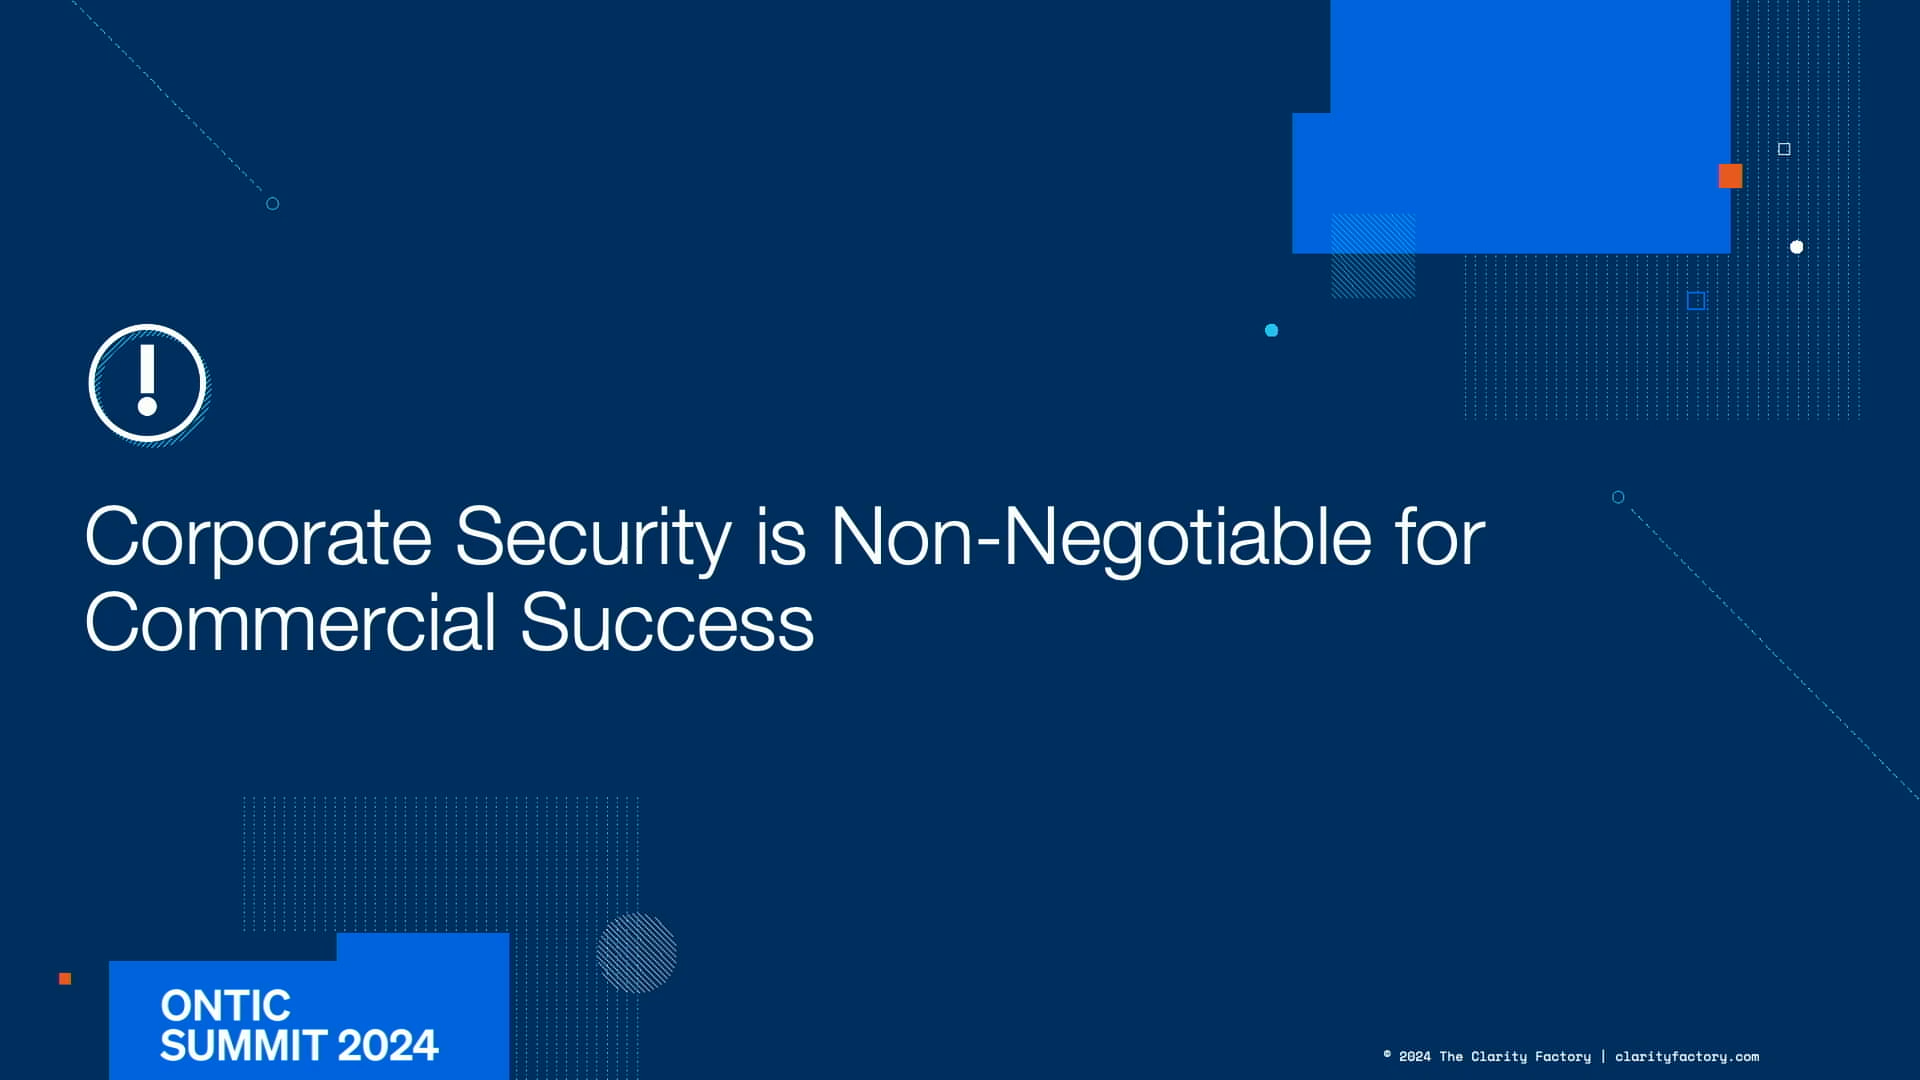 Corporate Security is Non-Negotiable for
Commercial Success
ONTIC
SUMMIT 2024
© 2024 The Clarity Factory | clarityfactory.com